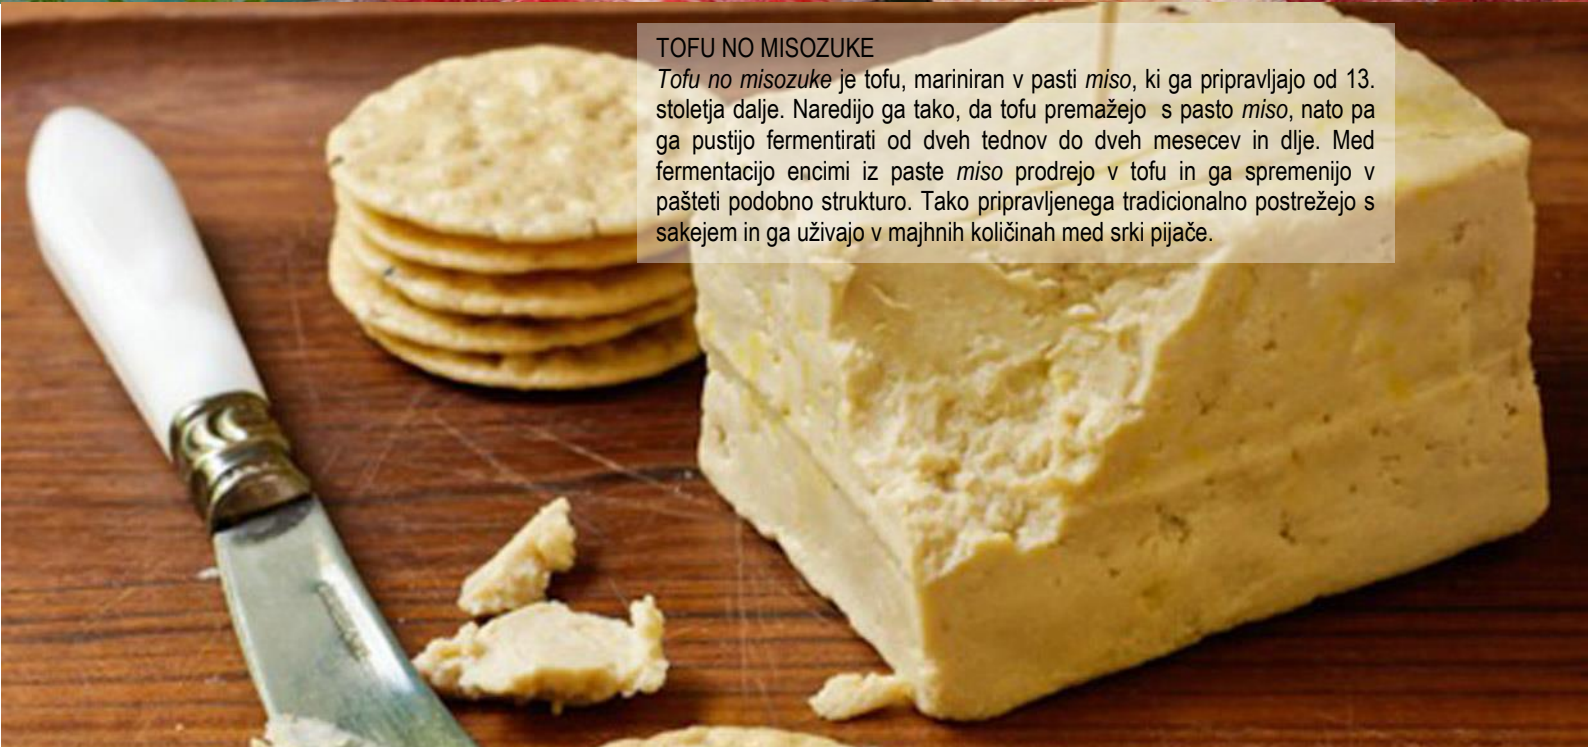 TOFU NO MISOZUKE
Tofu no misozuke je tofu, mariniran v pasti miso, ki ga pripravljajo od 13.
stoletja dalje. Naredijo ga tako, da tofu premažejo s pasto miso, nato pa
ga pustijo fermentirati od dveh tednov do dveh mesecev in dlje. Med
fermentacijo encimi iz paste miso prodrejo v tofu in ga spremenijo v
pašteti podobno strukturo. Tako pripravljenega tradicionalno postrežejo s
sakejem in ga uživajo v majhnih količinah med srki pijače.